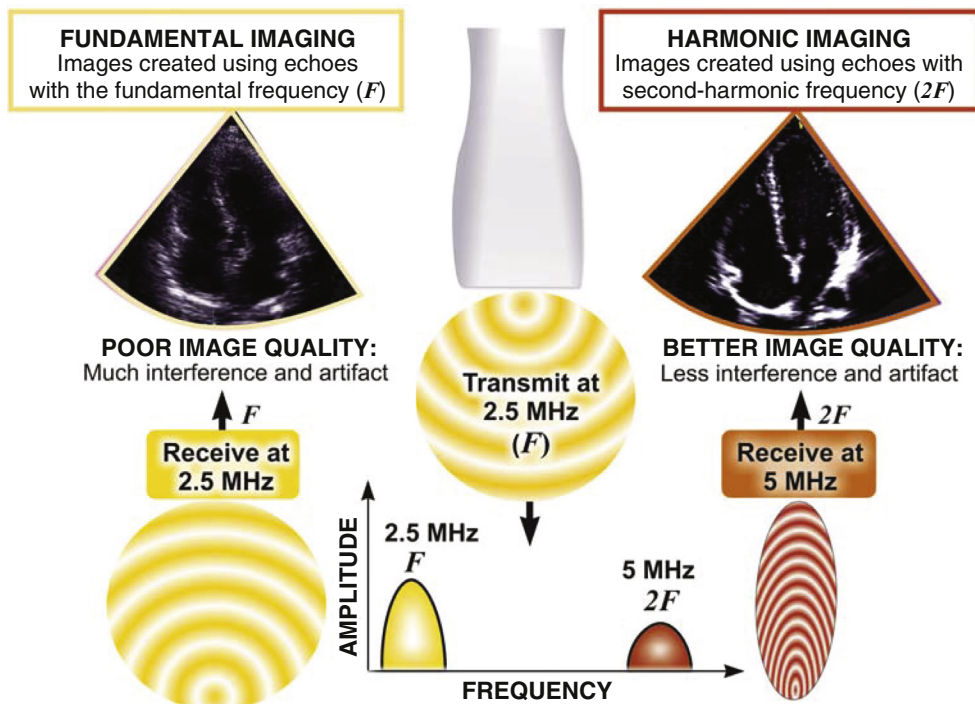 FUNDAMENTAL IMAGING
Images created using echoes
with the fundamental frequency (F)
HARMONIC IMAGING
Images created using echoes with
second-harmonic frequency (2F)
POOR IMAGE QUALITY:
Much interference and artifact
BETTER IMAGE QUALITY:
Less interference and artifact
Transmit at
2.5 MHz
(F)
F
Receive at
2.5 MHz
2F
Receive at
5 MHz
AMPLITUDE
2.5 MHz
F
5 MHz
2F
FREQUENCY